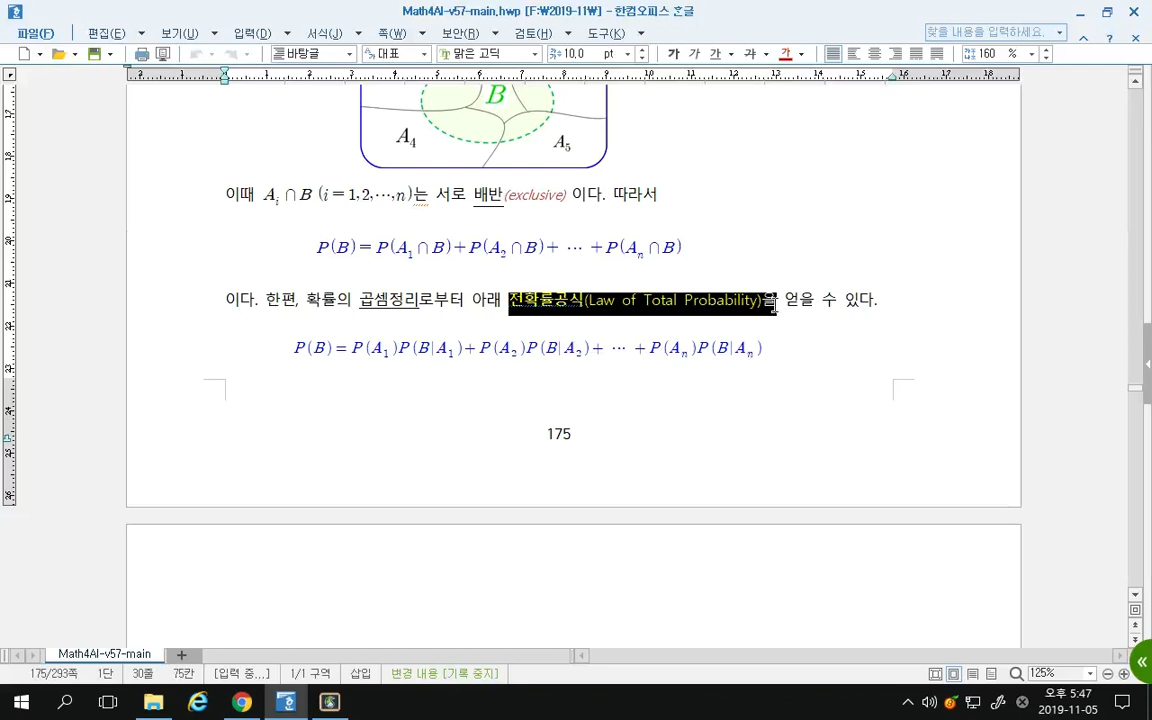 Math4AI-v57-main.hwp [F:₩2019-11₩] - 한컴오피스 한글
파일(F) 편집(E) 보기(U) 입력(D) 서식(J) 쪽(W) 보안(R) 검토(H) 도구(K) 찾을 내용을 입력하세요.
바탕글 대표 맑은 고딕 10.0 pt 가 가 가 가 가 160 %
B
A₄ A₅
이때 Aᵢ∩B (i=1,2,⋯,n)는 서로 배반(exclusive) 이다. 따라서
P(B)=P(A₁∩B)+P(A₂∩B)+ ⋯ +P(Aₙ∩B)
이다. 한편, 확률의 곱셈정리로부터 아래 전확률공식(Law of Total Probability)을 얻을 수 있다.
P(B)=P(A₁)P(B|A₁)+P(A₂)P(B|A₂)+ ⋯ +P(Aₙ)P(B|Aₙ)
175
Math4AI-v57-main
175/293쪽 1단 30줄 75칸 [입력 중...] 1/1 구역 삽입 변경 내용 [기록 중지] 125%
오후 5:47
2019-11-05